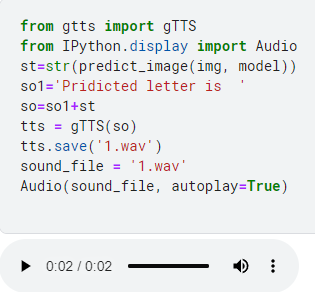 from gtts import gTTS
from IPython.display import Audio
st=str(predict_image(img, model))
so1='Pridicted letter is  '
so=so1+st
tts = gTTS(so)
tts.save('1.wav')
sound_file = '1.wav'
Audio(sound_file, autoplay=True)
0:02 / 0:02